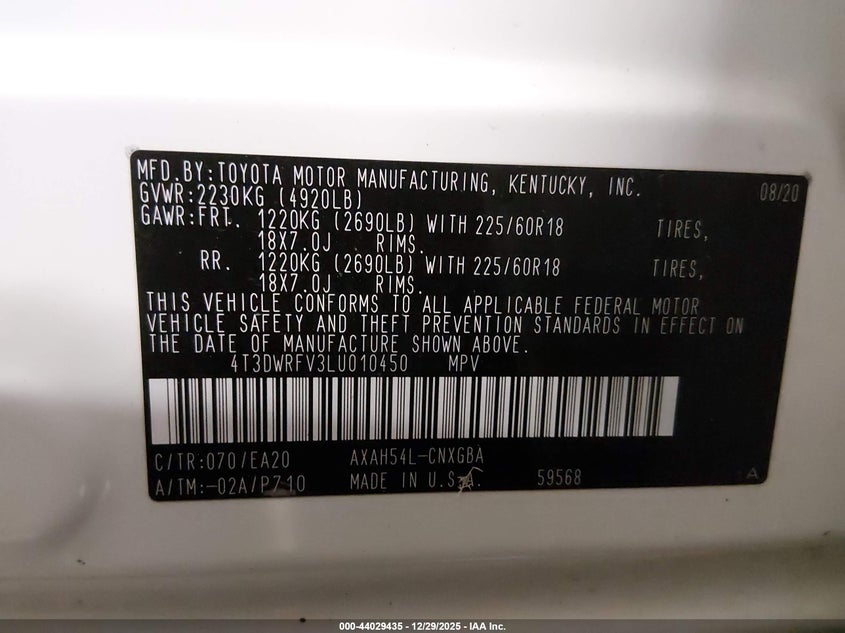 MFD.BY:TOYOTA MOTOR MANUFACTURING, KENTUCKY, INC. 08/20
GVWR:2230KG (4920LB)
GAWR:FRT. 1220KG (2690LB) WITH 225/60R18 TIRES,
18X7.0J RIMS.
RR. 1220KG (2690LB) WITH 225/60R18 TIRES,
18X7.0J RIMS.
THIS VEHICLE CONFORMS TO ALL APPLICABLE FEDERAL MOTOR
VEHICLE SAFETY AND THEFT PREVENTION STANDARDS IN EFFECT ON
THE DATE OF MANUFACTURE SHOWN ABOVE.
4T3DWRFV3LU010450 MPV
C/TR:070/EA20 AXAH54L-CNXGBA
A/TM:-02A/P710 MADE IN U.S.A. 59568 A
000-44029435 - 12/29/2025 - IAA Inc.